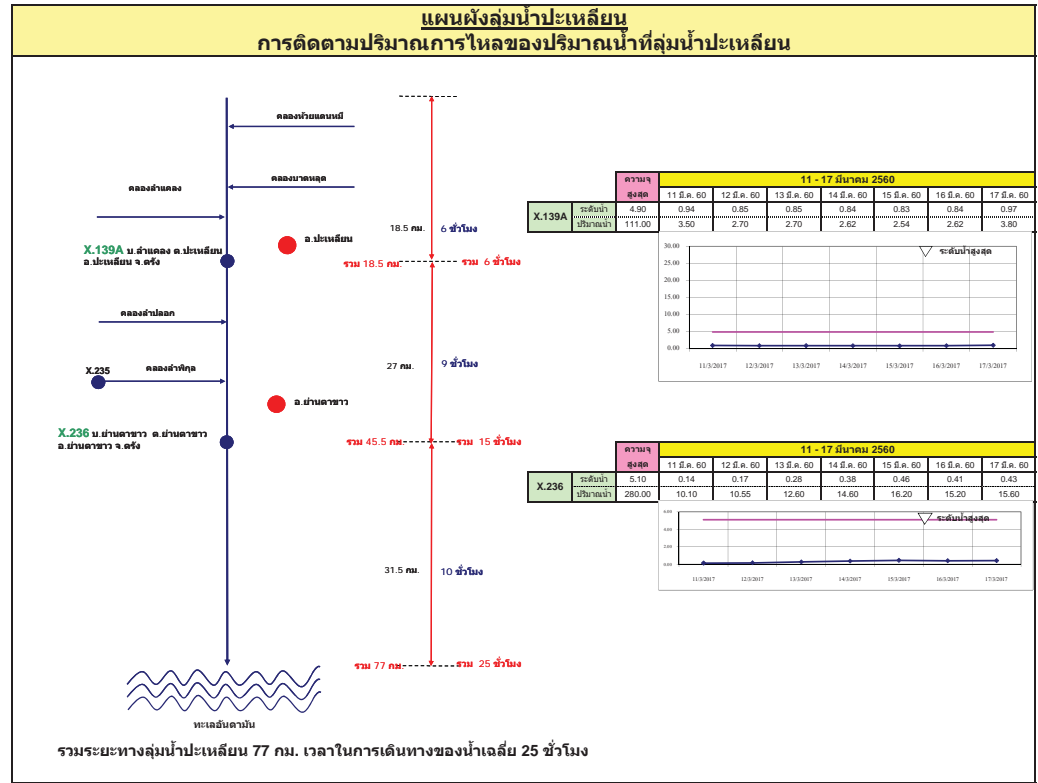 แผนผังลุ่มน้ำปะเหลียน
การติดตามปริมาณการไหลของปริมาณน้ำที่ลุ่มน้ำปะเหลียน
คลองห้วยแดนหมี
คลองบาดหลุด
คลองลำแคลง
18.5 กม. 6 ชั่วโมง
อ.ปะเหลียน
X.139A บ.ลำแคลง ต.ปะเหลียน
อ.ปะเหลียน จ.ตรัง
รวม 18.5 กม. รวม 6 ชั่วโมง
คลองลำปลอก
27 กม. 9 ชั่วโมง
X.235 คลองลำพิกุล
อ.ย่านตาขาว
X.236 บ.ย่านตาขาว ต.ย่านตาขาว
อ.ย่านตาขาว จ.ตรัง
รวม 45.5 กม. รวม 15 ชั่วโมง
31.5 กม. 10 ชั่วโมง
รวม 77 กม. รวม 25 ชั่วโมง
ทะเลอันดามัน
ความจุ 11 - 17 มีนาคม 2560
สูงสุด 11 มี.ค. 60 12 มี.ค. 60 13 มี.ค. 60 14 มี.ค. 60 15 มี.ค. 60 16 มี.ค. 60 17 มี.ค. 60
X.139A
ระดับน้ำ 4.90 0.94 0.85 0.85 0.84 0.83 0.84 0.97
ปริมาณน้ำ 111.00 3.50 2.70 2.70 2.62 2.54 2.62 3.80
ระดับน้ำสูงสุด
30.00
25.00
20.00
15.00
10.00
5.00
0.00
11/3/2017 12/3/2017 13/3/2017 14/3/2017 15/3/2017 16/3/2017 17/3/2017
ความจุ 11 - 17 มีนาคม 2560
สูงสุด 11 มี.ค. 60 12 มี.ค. 60 13 มี.ค. 60 14 มี.ค. 60 15 มี.ค. 60 16 มี.ค. 60 17 มี.ค. 60
X.236
ระดับน้ำ 5.10 0.14 0.17 0.28 0.38 0.46 0.41 0.43
ปริมาณน้ำ 280.00 10.10 10.55 12.60 14.60 16.20 15.20 15.60
ระดับน้ำสูงสุด
6.00
4.00
2.00
0.00
11/3/2017 12/3/2017 13/3/2017 14/3/2017 15/3/2017 16/3/2017 17/3/2017
รวมระยะทางลุ่มน้ำปะเหลียน 77 กม. เวลาในการเดินทางของน้ำเฉลี่ย 25 ชั่วโมง